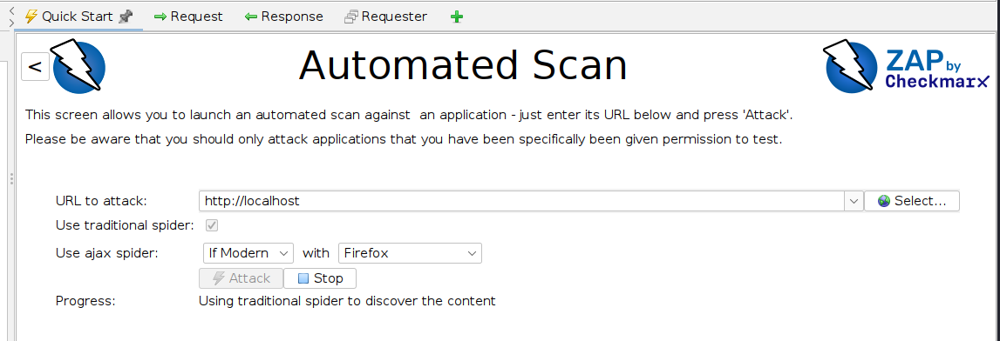 Quick Start Request Response Requester
< Automated Scan ZAP by
Checkmarx
This screen allows you to launch an automated scan against  an application - just enter its URL below and press 'Attack'.
Please be aware that you should only attack applications that you have been specifically been given permission to test.
URL to attack: http://localhost Select...
Use traditional spider:
Use ajax spider: If Modern with Firefox
Attack Stop
Progress: Using traditional spider to discover the content